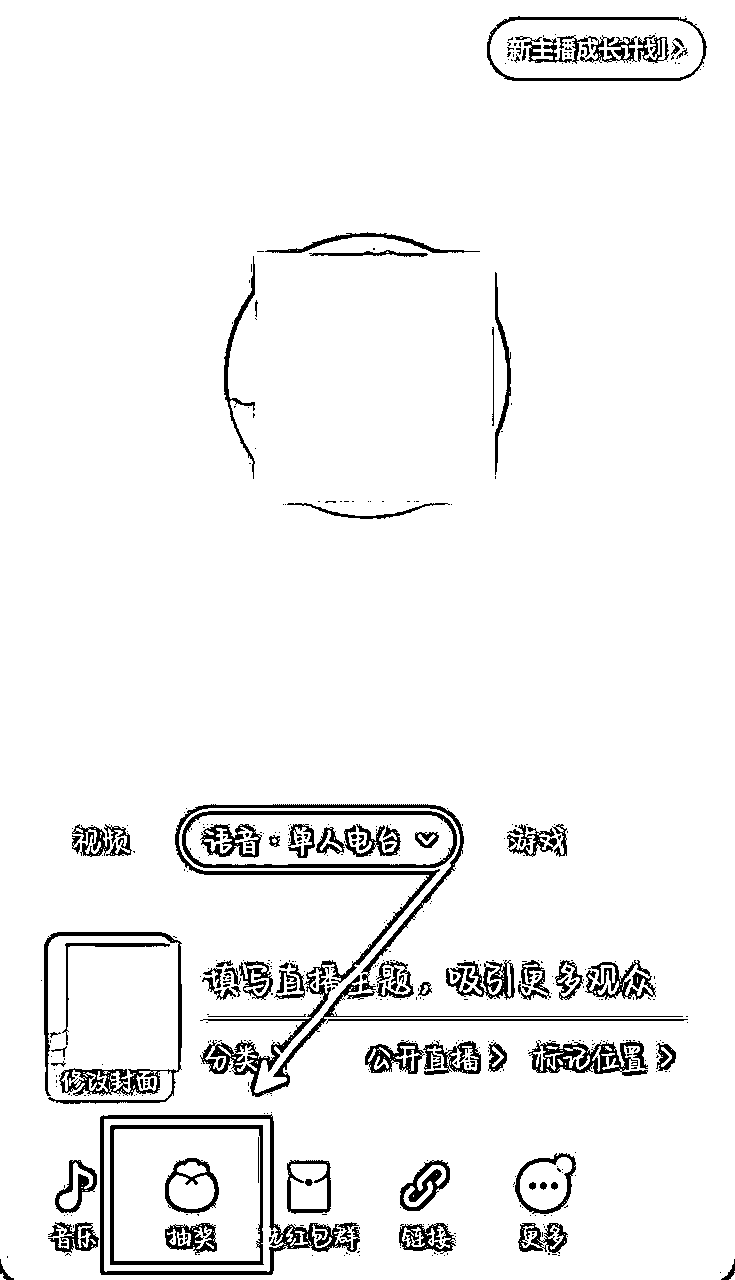 新主播成长计划
视频 语音·单人电台 游戏
填写直播主题，吸引更多观众
分类 公开直播 标记位置
修改封面
音乐 抽奖 红包群 链接 更多